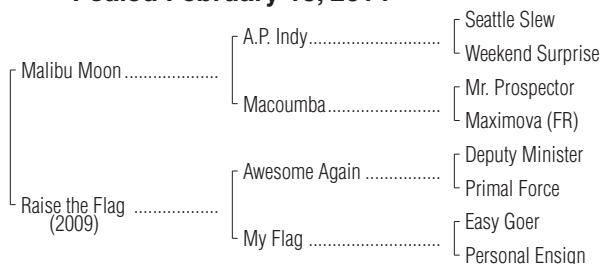 Foaled February
Seattle Slew
A.P. Indy..............................
Weekend Surprise
Malibu Moon .....................
Mr. Prospector
Macoumba..........................
Maximova (FR)
Deputy Minister
Awesome Again .................
Primal Force
Raise the Flag ...................
(2009)
Easy Goer
My Flag ..............................
Personal Ensign